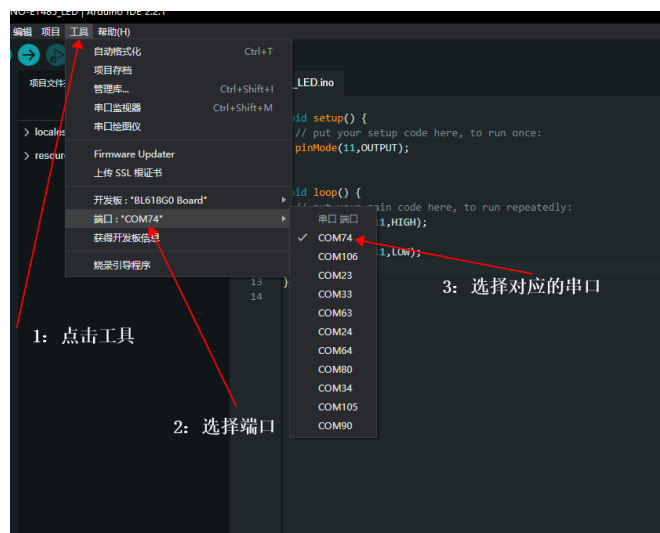 LED | Arduino IDE 2.2.1
编辑 项目 工具 帮助(H)
项目文件
_LED.ino
自动格式化 Ctrl+T
项目存档
管理库... Ctrl+Shift+I
串口监视器 Ctrl+Shift+M
串口绘图仪
Firmware Updater
上传 SSL 根证书
开发板 : "BL618G0 Board"
端口 : "COM74"
获得开发板信息
烧录引导程序
locales
resour
id setup() {
// put your setup code here, to run once:
pinMode(11,OUTPUT);
id loop() {
main code here, to run repeatedly:
1,HIGH);
1,LOW);
13 }
14
串口 端口
COM74
COM106
COM23
COM33
COM63
COM24
COM64
COM80
COM34
COM105
COM90
1: 点击工具
2: 选择端口
3: 选择对应的串口